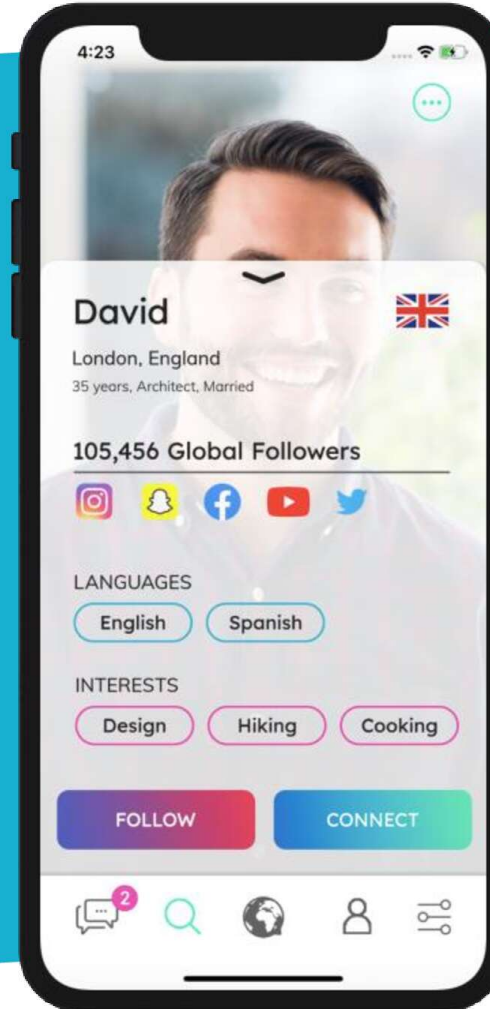 4:23
David
London, England
35 years, Architect, Married
105,456 Global Followers
LANGUAGES
English Spanish
INTERESTS
Design Hiking Cooking
FOLLOW CONNECT
2